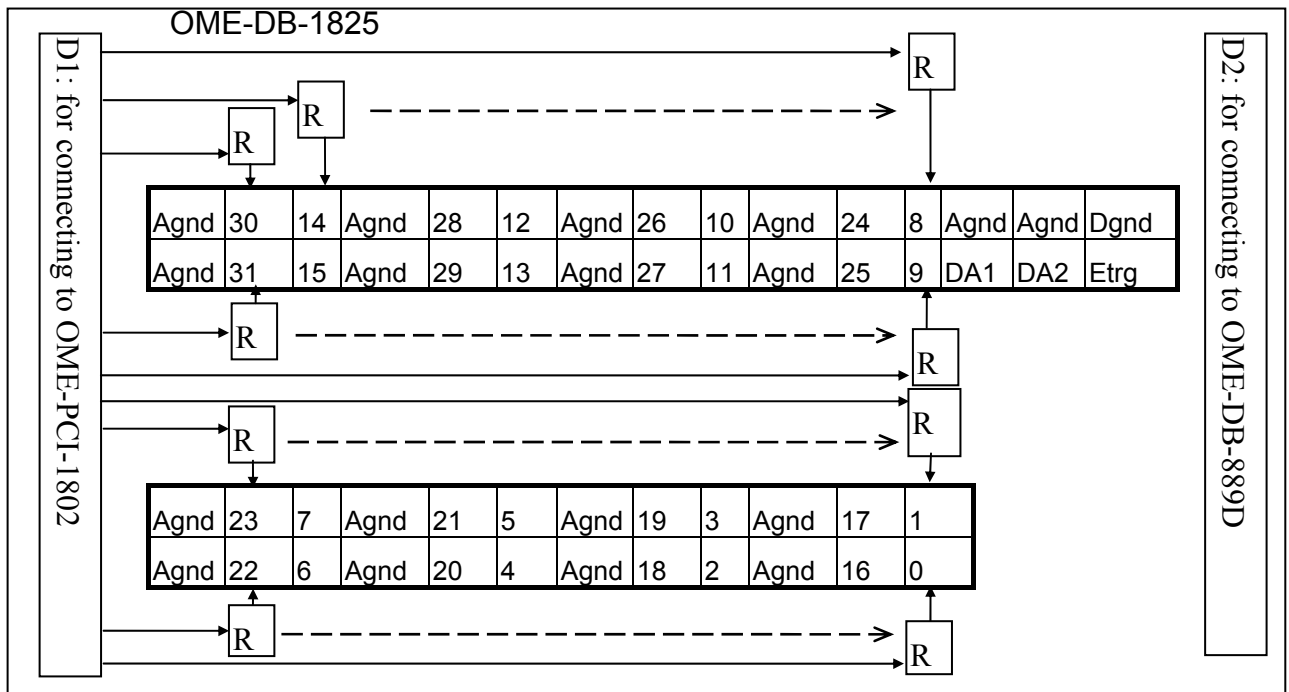 OME-DB-1825
D1: for connecting to OME-PCI-1802
D2: for connecting to OME-DB-889D
R
R
R
Agnd 30 14 Agnd 28 12 Agnd 26 10 Agnd 24 8 Agnd Agnd Dgnd
Agnd 31 15 Agnd 29 13 Agnd 27 11 Agnd 25 9 DA1 DA2 Etrg
R
R
R
R
Agnd 23 7 Agnd 21 5 Agnd 19 3 Agnd 17 1
Agnd 22 6 Agnd 20 4 Agnd 18 2 Agnd 16 0
R
R